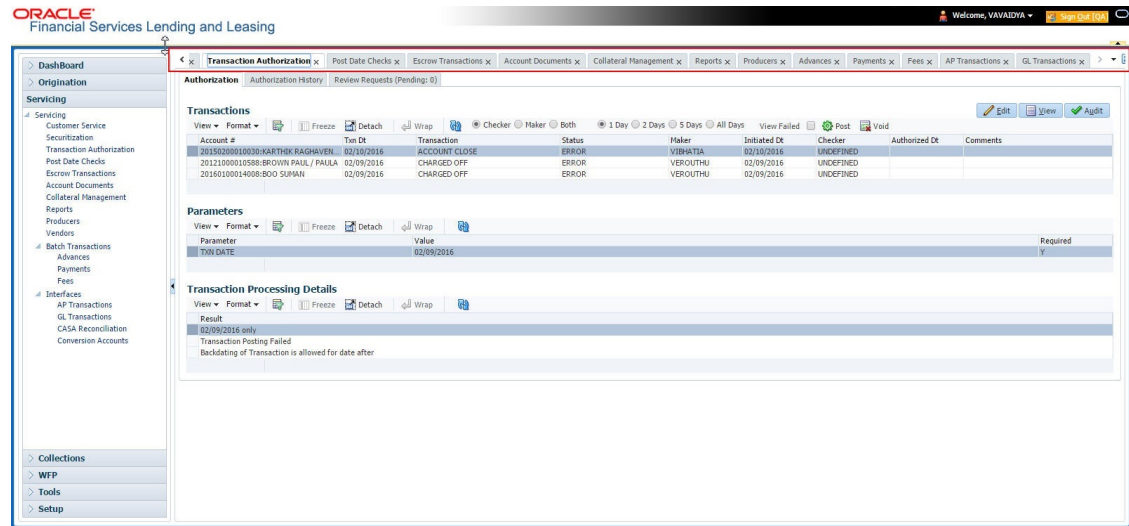 ORACLE®
Financial Services Lending and Leasing
Welcome, VAVAIDYA
Sign Out [QA]
DashBoard
Origination
Servicing
Servicing
Customer Service
Securitization
Transaction Authorization
Post Date Checks
Escrow Transactions
Account Documents
Collateral Management
Reports
Producers
Vendors
Batch Transactions
Advances
Payments
Fees
Interfaces
AP Transactions
GL Transactions
CASA Reconciliation
Conversion Accounts
Collections
WFP
Tools
Setup
x Transaction Authorization x Post Date Checks x Escrow Transactions x Account Documents x Collateral Management x Reports x Producers x Advances x Payments x Fees x AP Transactions x GL Transactions x
Authorization Authorization History Review Requests (Pending: 0)
Transactions
Edit View Audit
View Format Freeze Detach Wrap Checker Maker Both 1 Day 2 Days 5 Days All Days View Failed Post Void
Account # Txn Dt Transaction Status Maker Initiated Dt Checker Authorized Dt Comments
20150200010030:KARTHIK RAGHAVEN... 02/10/2016 ACCOUNT CLOSE ERROR VIBHATIA 02/10/2016 UNDEFINED
20121000010588:BROWN PAUL / PAULA 02/09/2016 CHARGED OFF ERROR VEROUTHU 02/09/2016 UNDEFINED
20160100014008:BOO SUMAN 02/09/2016 CHARGED OFF ERROR VEROUTHU 02/09/2016 UNDEFINED
Parameters
View Format Freeze Detach Wrap
Parameter Value Required
TXN DATE 02/09/2016 Y
Transaction Processing Details
View Format Freeze Detach Wrap
Result
02/09/2016 only
Transaction Posting Failed
Backdating of Transaction is allowed for date after